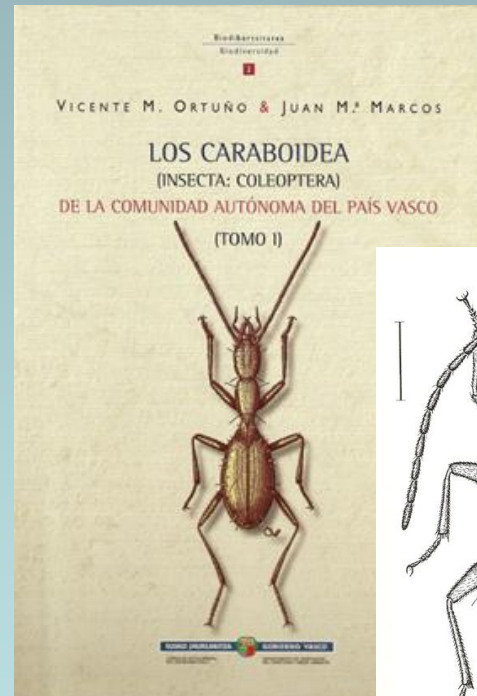 Biodibertsitatea
Biodiversidad
2
VICENTE M. ORTUÑO & JUAN M.ª MARCOS
LOS CARABOIDEA
(INSECTA: COLEOPTERA)
DE LA COMUNIDAD AUTÓNOMA DEL PAÍS VASCO
(TOMO I)
EUSKO JAURLARITZA GOBIERNO VASCO